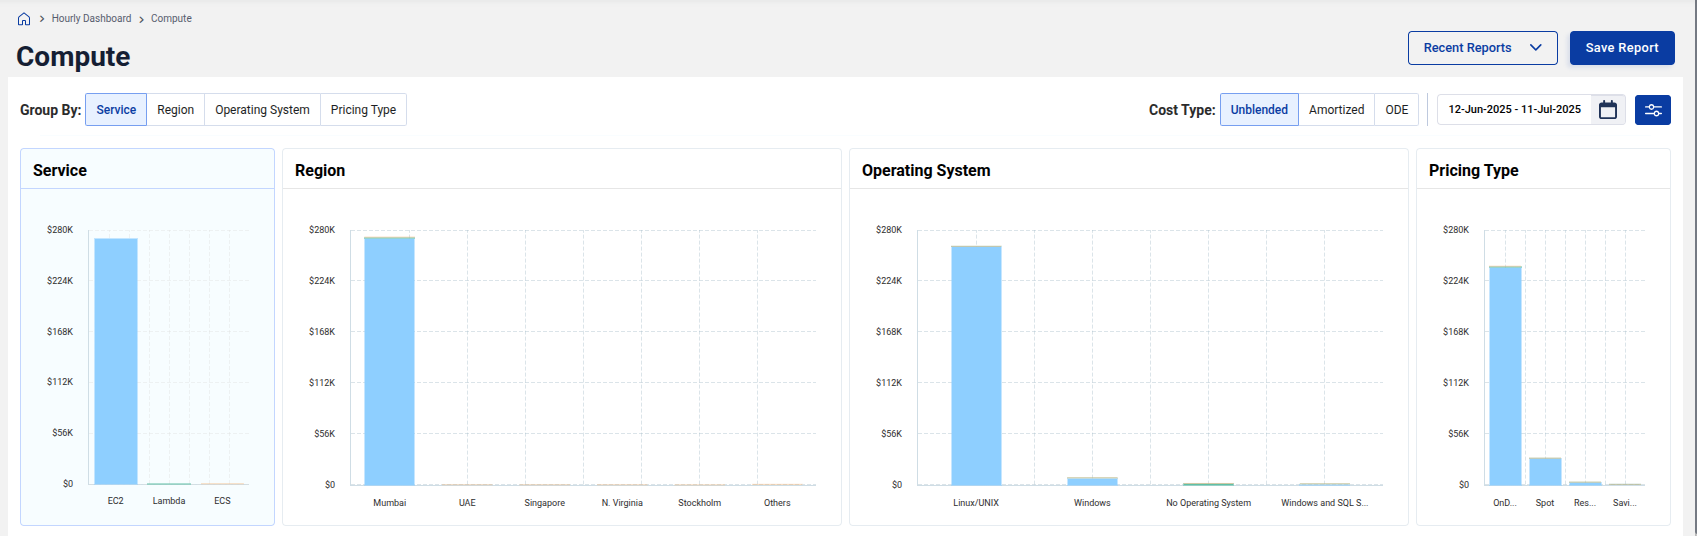 Hourly Dashboard Compute
Compute
Recent Reports
Save Report
Group By: Service Region Operating System Pricing Type
Cost Type: Unblended Amortized ODE
12-Jun-2025 - 11-Jul-2025
Service
$280K
$224K
$168K
$112K
$56K
$0
EC2 Lambda ECS
Region
$280K
$224K
$168K
$112K
$56K
$0
Mumbai UAE Singapore N. Virginia Stockholm Others
Operating System
$280K
$224K
$168K
$112K
$56K
$0
Linux/UNIX Windows No Operating System Windows and SQL S...
Pricing Type
$280K
$224K
$168K
$112K
$56K
$0
OnD... Spot Res... Savi...